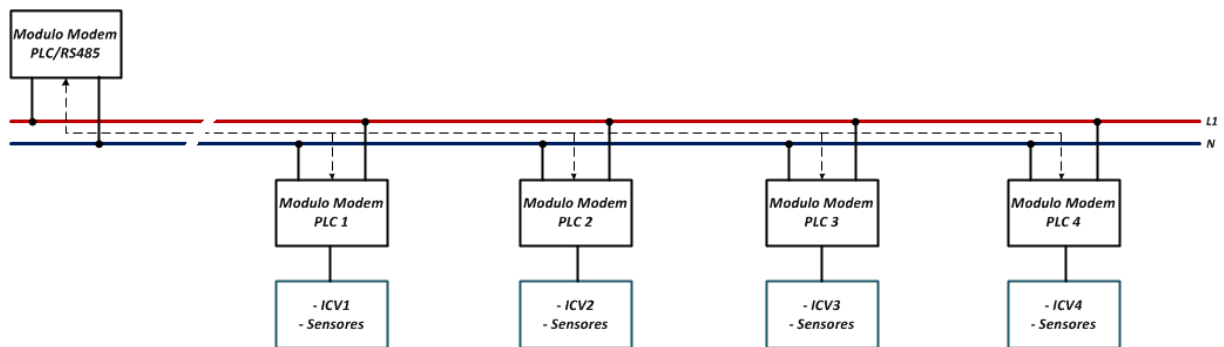 Modulo Modem
PLC/RS485
L1
N
Modulo Modem
PLC 1
Modulo Modem
PLC 2
Modulo Modem
PLC 3
Modulo Modem
PLC 4
- ICV1
- Sensores
- ICV2
- Sensores
- ICV3
- Sensores
- ICV4
- Sensores